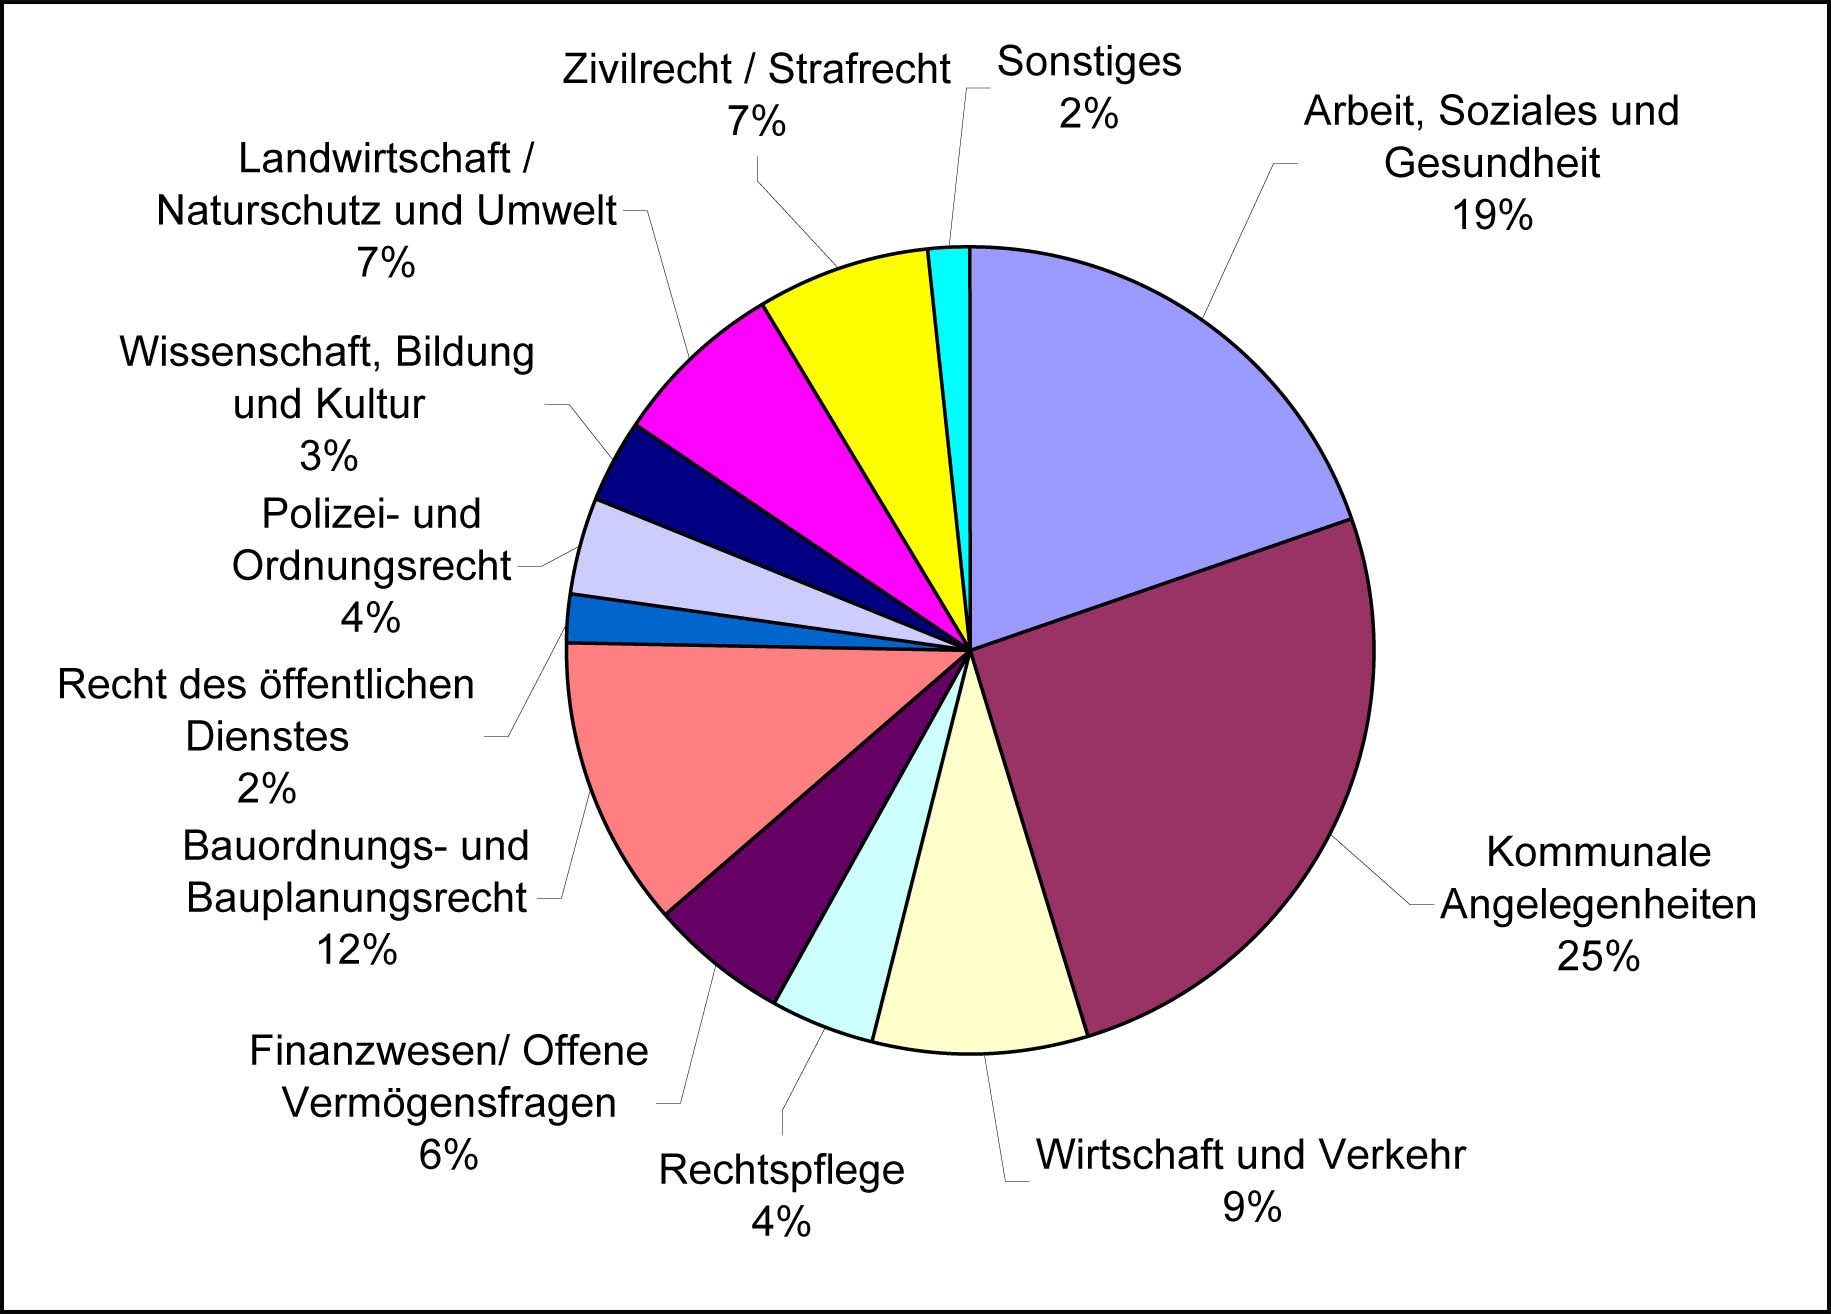 Zivilrecht / Strafrecht
7%
Sonstiges
2%
Arbeit, Soziales und
Gesundheit
19%
Landwirtschaft /
Naturschutz und Umwelt
7%
Wissenschaft, Bildung
und Kultur
3%
Polizei- und
Ordnungsrecht
4%
Recht des öffentlichen
Dienstes
2%
Bauordnungs- und
Bauplanungsrecht
12%
Kommunale
Angelegenheiten
25%
Finanzwesen/ Offene
Vermögensfragen
6%
Rechtspflege
4%
Wirtschaft und Verkehr
9%